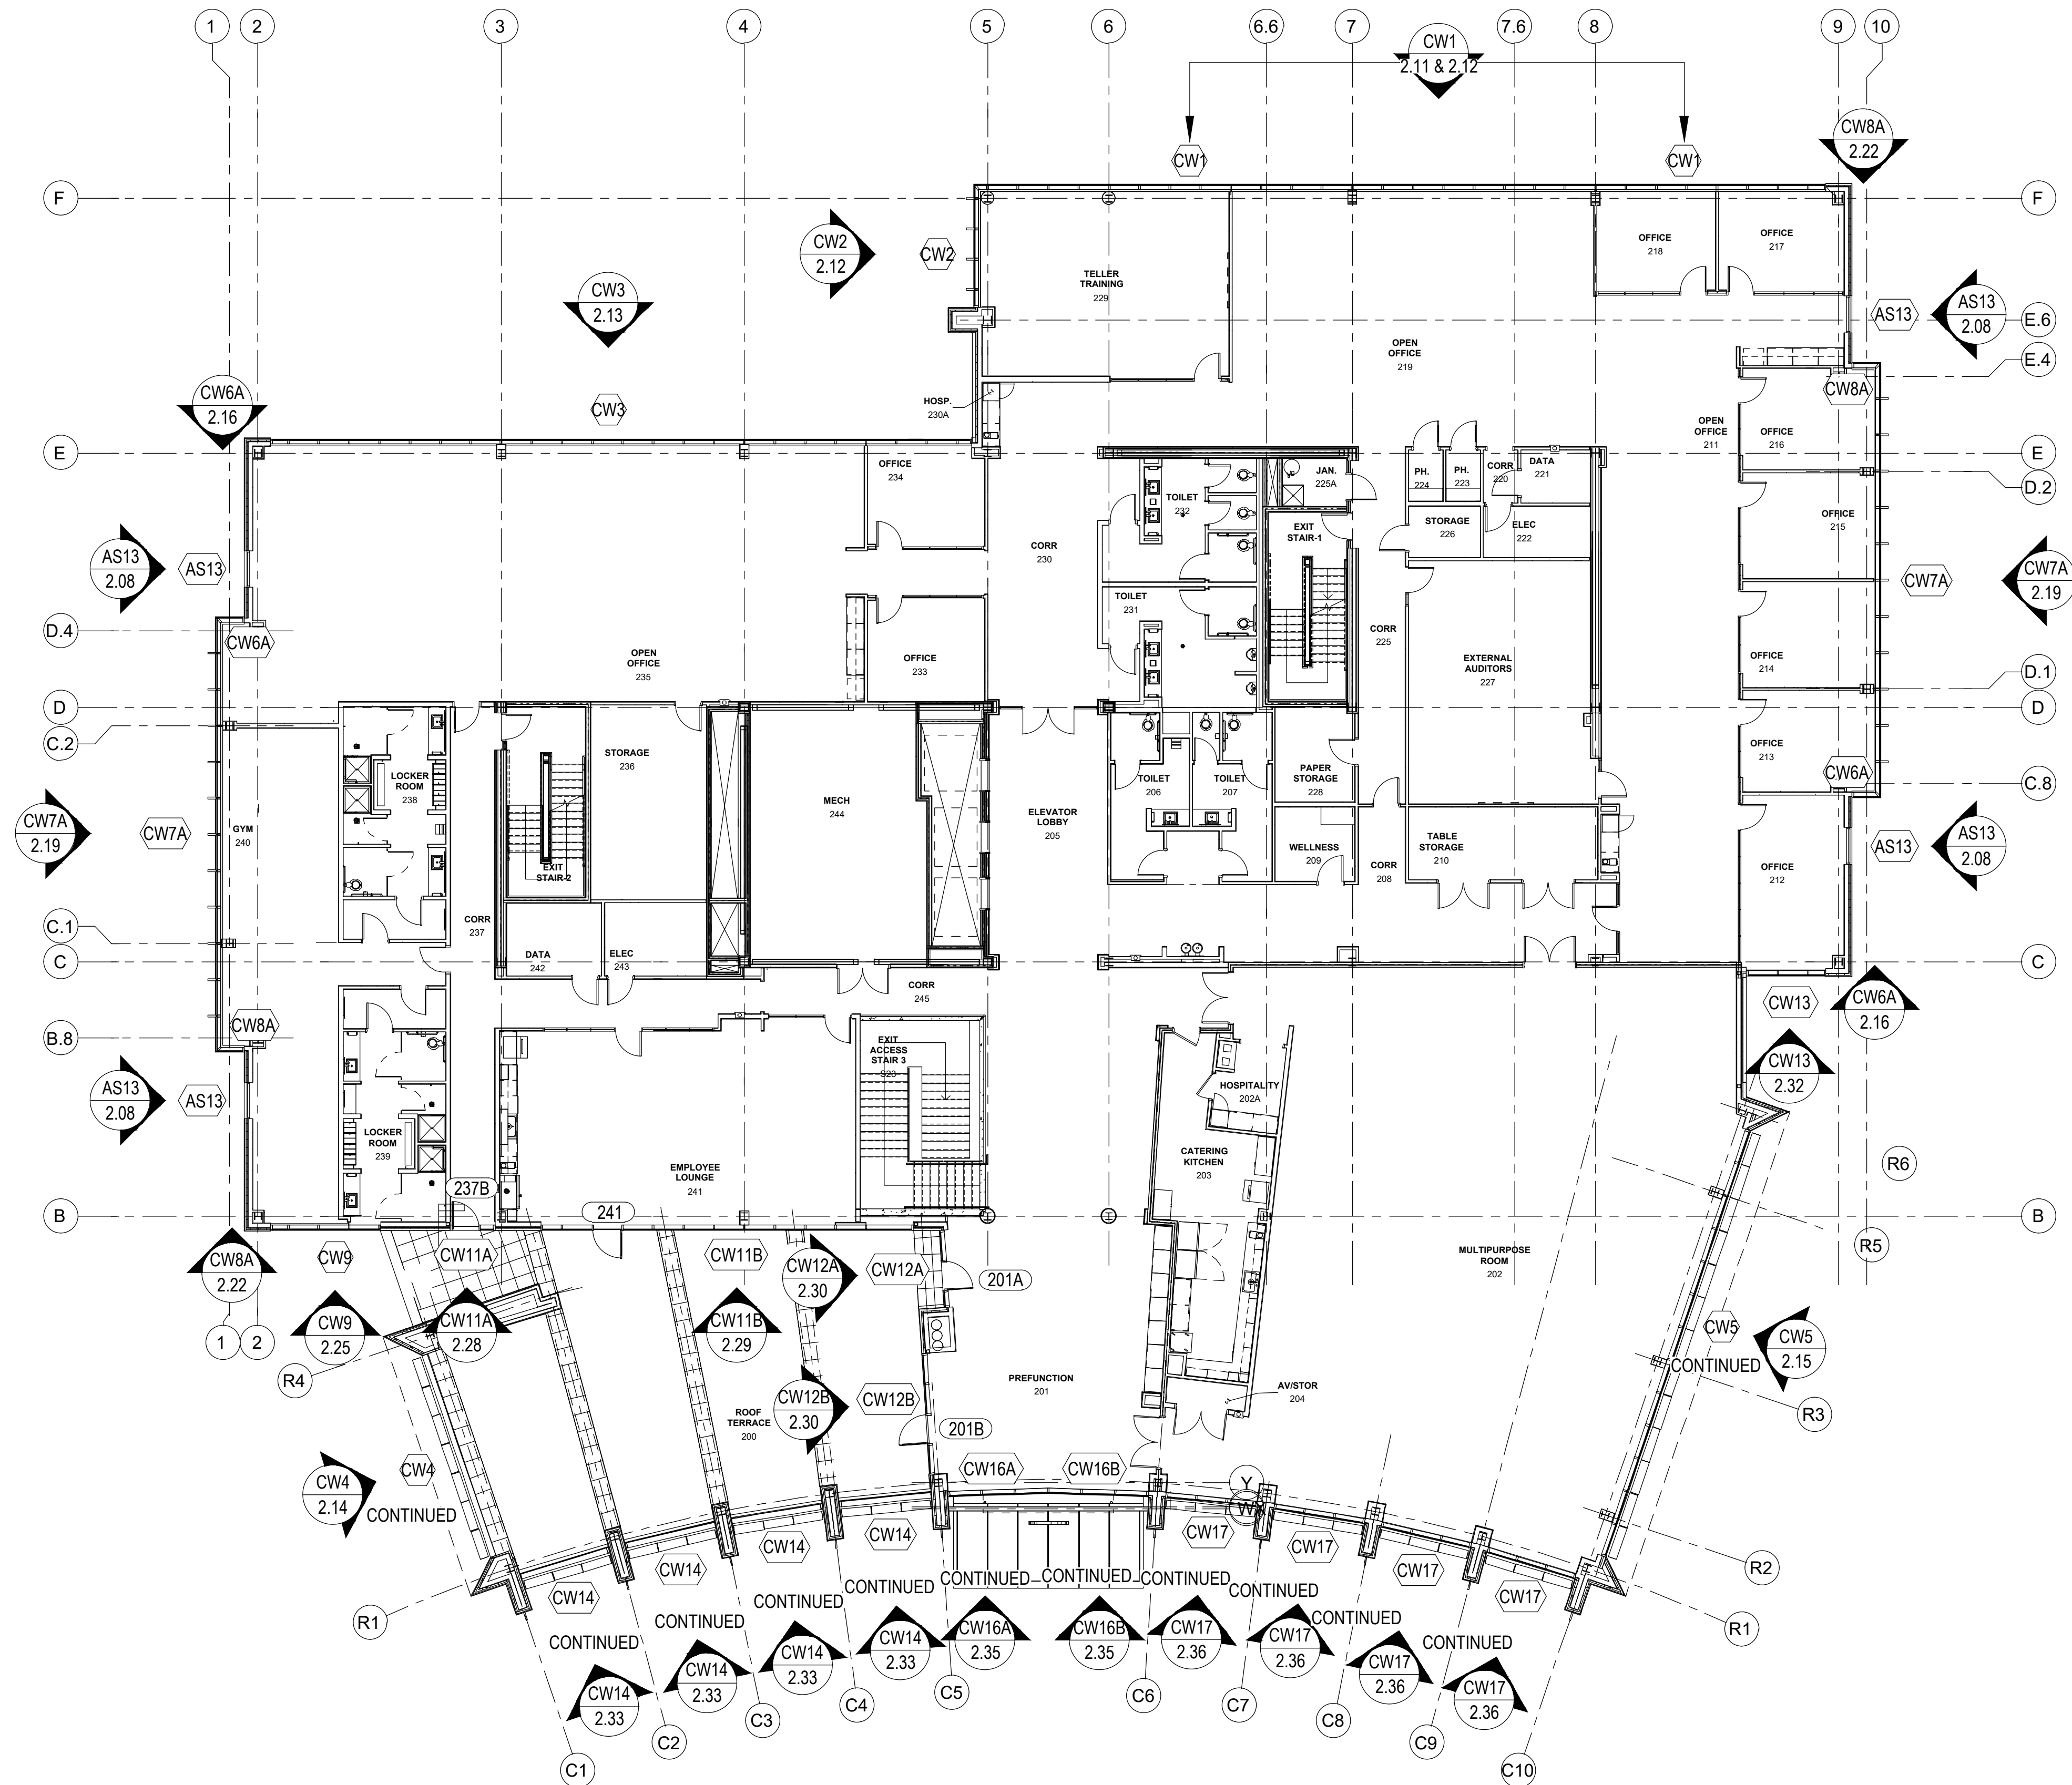 1
2
3
4
5
6
6.6
7
7.6
8
9
10
CW1
2.11 & 2.12
CW1
CW1
CW8A
2.22
F
F
CW2
2.12
CW2
CW3
2.13
TELLER
TRAINING
229
OFFICE
218
OFFICE
217
AS13
AS13
2.08
E.6
E.4
OPEN
OFFICE
219
CW6A
2.16
CW3
HOSP.
230A
CW8A
OPEN
OFFICE
211
OFFICE
216
E
E
OFFICE
234
TOILET
232
JAN.
225A
PH.
224
PH.
223
CORR
220
DATA
221
D.2
STORAGE
226
ELEC
222
OFFICE
215
EXIT
STAIR-1
CORR
230
AS13
2.08
AS13
CW7A
CW7A
2.19
TOILET
231
D.4
CW6A
CORR
225
OPEN
OFFICE
235
OFFICE
233
EXTERNAL
AUDITORS
227
OFFICE
214
D.1
D
D
C.2
STORAGE
236
OFFICE
213
CW6A
C.8
LOCKER
ROOM
238
TOILET
206
TOILET
207
PAPER
STORAGE
228
MECH
244
ELEVATOR
LOBBY
205
CW7A
2.19
CW7A
GYM
240
TABLE
STORAGE
210
AS13
AS13
2.08
WELLNESS
209
EXIT
STAIR-2
CORR
208
OFFICE
212
C.1
CORR
237
C
C
DATA
242
ELEC
243
CORR
245
CW13
CW6A
2.16
B.8
CW8A
EXIT
ACCESS
STAIR 3
S23
CW13
2.32
AS13
2.08
AS13
HOSPITALITY
202A
LOCKER
ROOM
239
CATERING
KITCHEN
203
R6
EMPLOYEE
LOUNGE
241
237B
241
B
B
CW8A
2.22
CW9
CW11A
CW11B
CW12A
2.30
CW12A
201A
MULTIPURPOSE
ROOM
202
R5
CW9
2.25
CW11A
2.28
CW11B
2.29
CW5
CW5
2.15
1
2
CONTINUED
R4
PREFUNCTION
201
AV/STOR
204
CW12B
2.30
CW12B
ROOF
TERRACE
200
R3
201B
CW4
CW4
2.14
CONTINUED
CW16A
CW16B
Y
W
CW14
CW14
CW14
CW14
CW17
CW17
CW17
CW17
R2
R1
R1
CONTINUED
CONTINUED
CONTINUED
CONTINUED
CONTINUED
CONTINUED
CONTINUED
CONTINUED
CONTINUED
CONTINUED
CW14
2.33
CW14
2.33
CW14
2.33
CW14
2.33
CW16A
2.35
CW16B
2.35
CW17
2.36
CW17
2.36
CW17
2.36
CW17
2.36
C1
C2
C3
C4
C5
C6
C7
C8
C9
C10